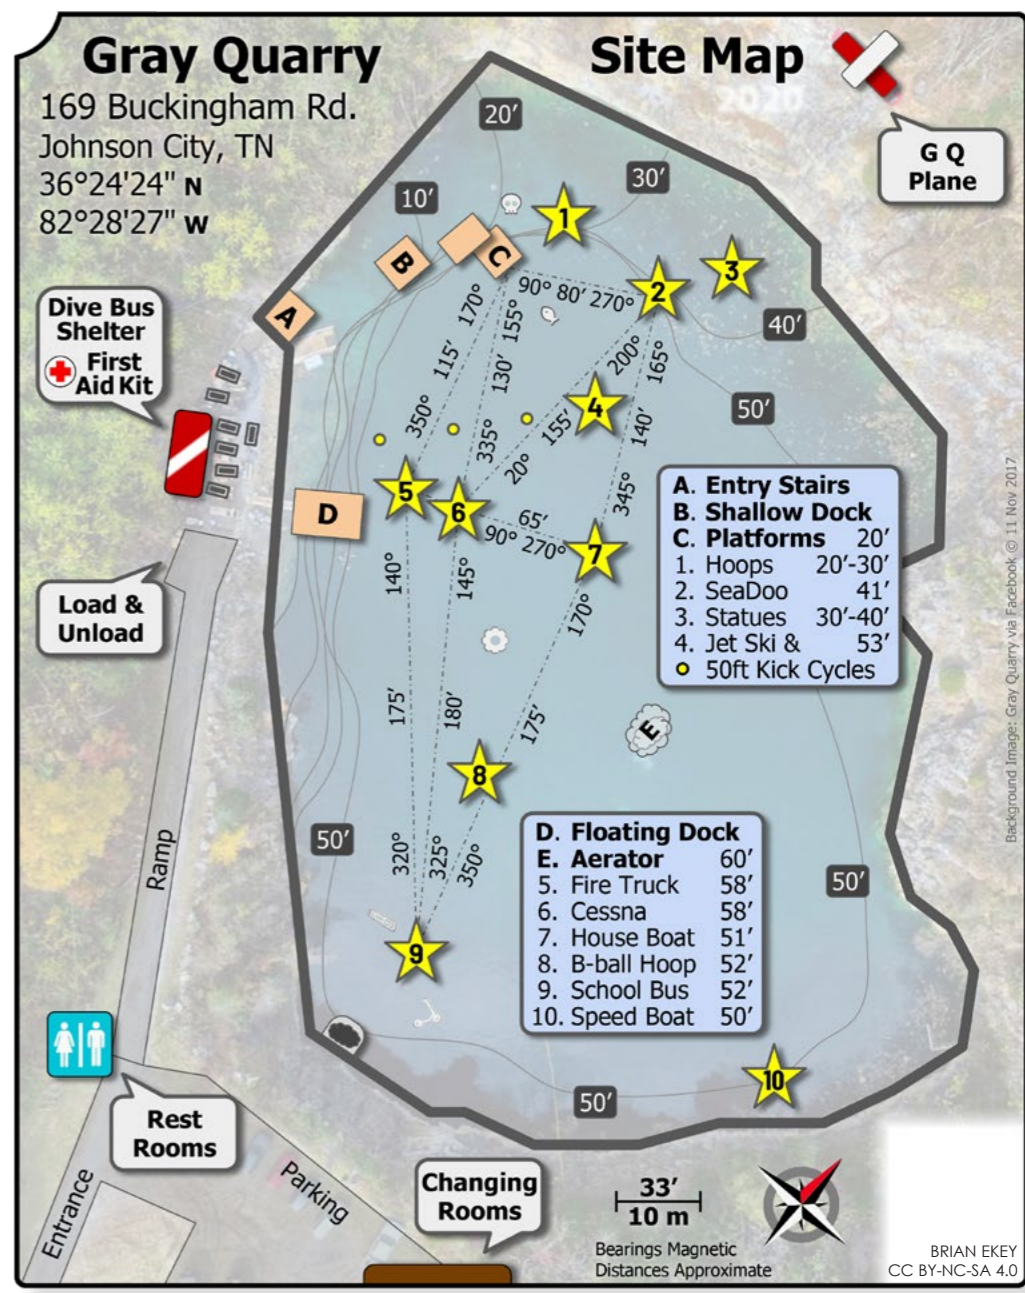 Gray Quarry
Site Map
2020
169 Buckingham Rd.
Johnson City, TN
36°24'24" N
82°28'27" W
G Q
Plane
20′
30′
10′
1
B
C
A
2
3
40′
90° 80′ 270°
170°
115′
350°
155°
130′
335°
200°
155′
20°
165°
140′
345°
50′
4
Dive Bus
Shelter
First
Aid Kit
5
6
7
D
65′
90° 270°
A. Entry Stairs
B. Shallow Dock
C. Platforms 20′
1. Hoops 20′-30′
2. SeaDoo 41′
3. Statues 30′-40′
4. Jet Ski & 53′
50ft Kick Cycles
Load &
Unload
140°
175′
320°
145°
180′
325°
170°
175′
350°
E
8
9
50′
50′
D. Floating Dock
E. Aerator 60′
5. Fire Truck 58′
6. Cessna 58′
7. House Boat 51′
8. B-ball Hoop 52′
9. School Bus 52′
10. Speed Boat 50′
10
50′
Ramp
Rest
Rooms
Entrance
Parking
Changing
Rooms
33′
10 m
Bearings Magnetic
Distances Approximate
Background Image: Gray Quarry via Facebook © 11 Nov 2017
BRIAN EKEY
CC BY-NC-SA 4.0